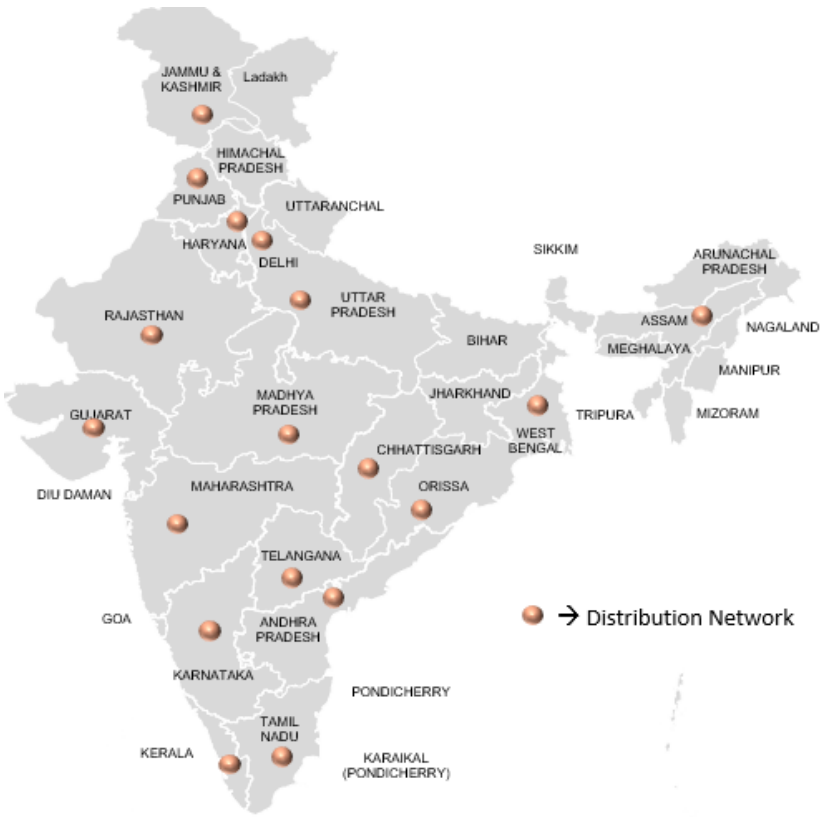 JAMMU &
KASHMIR
Ladakh
HIMACHAL
PRADESH
PUNJAB
UTTARANCHAL
HARYANA
DELHI
SIKKIM
ARUNACHAL
PRADESH
RAJASTHAN
UTTAR
PRADESH
ASSAM
NAGALAND
BIHAR
MEGHALAYA
MANIPUR
MADHYA
PRADESH
JHARKHAND
GUJARAT
TRIPURA
MIZORAM
WEST
BENGAL
CHHATTISGARH
DIU DAMAN
MAHARASHTRA
ORISSA
TELANGANA
GOA
ANDHRA
PRADESH
→ Distribution Network
KARNATAKA
PONDICHERRY
TAMIL
NADU
KERALA
KARAIKAL
(PONDICHERRY)